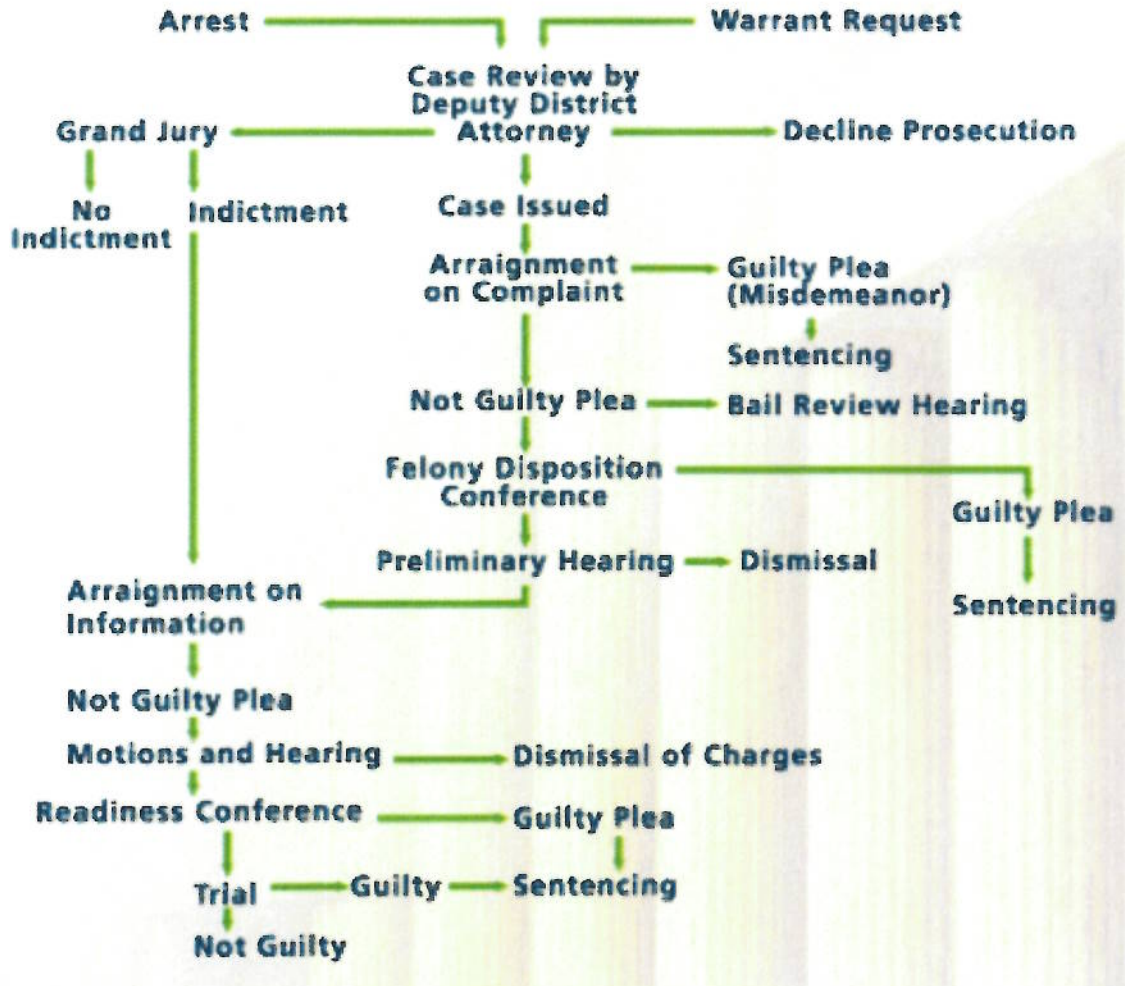 Arrest
Warrant Request
Case Review by
Deputy District
Attorney
Grand Jury
Decline Prosecution
No
Indictment
Indictment
Case Issued
Arraignment
on Complaint
Guilty Plea
(Misdemeanor)
Sentencing
Not Guilty Plea
Bail Review Hearing
Felony Disposition
Conference
Guilty Plea
Preliminary Hearing
Dismissal
Sentencing
Arraignment on
Information
Not Guilty Plea
Motions and Hearing
Dismissal of Charges
Readiness Conference
Guilty Plea
Trial
Guilty
Sentencing
Not Guilty